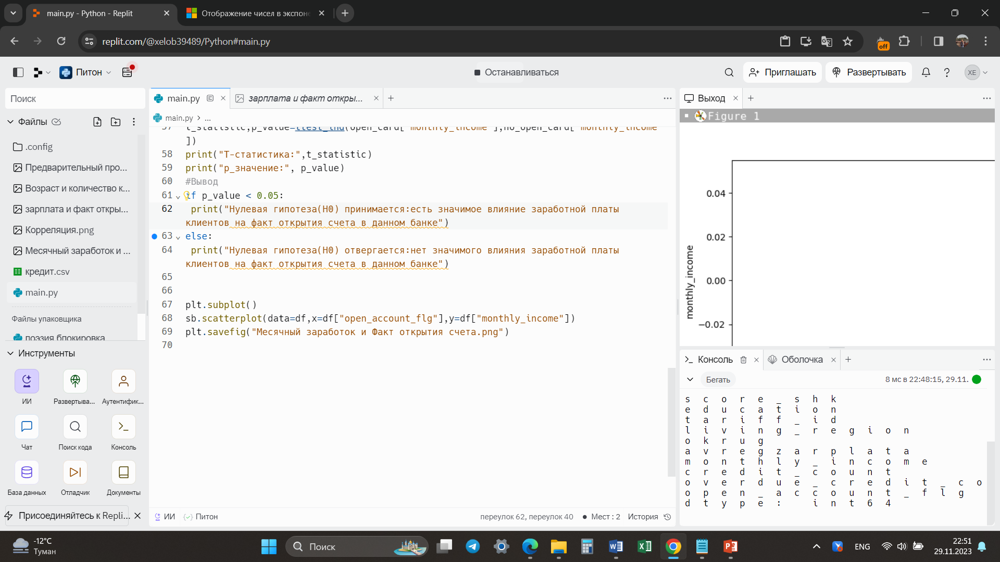 main.py - Python - Replit
Отображение чисел в экспоне
replit.com/@xelob39489/Python#main.py
off
Питон
Останавливаться
Приглашать
Развертывать
XE
Поиск
Файлы
.config
Предварительный про...
Возраст и количество к...
зарплата и факт откры...
Корреляция.png
Месячный заработок и ...
кредит.csv
main.py
Файлы упаковщика
поэзия блокировка
Инструменты
ИИ
Развертыва...
Аутентифик...
Чат
Поиск кода
Консоль
База данных
Отладчик
Документы
Присоединяйтесь к Repli...
main.py
зарплата и факт откры...
main.py > ...
57 t_statistic,p_value=ttest_ind(open_card["monthly_income"],no_open_card["monthly_income"
])
58 print("Т-статистика:",t_statistic)
59 print("p_значение:", p_value)
60 #Вывод
61 if p_value < 0.05:
62 print("Нулевая гипотеза(H0) принимается:есть значимое влияние заработной платы
клиентов на факт открытия счета в данном банке")
63 else:
64 print("Нулевая гипотеза(H0) отвергается:нет значимого влияния заработной платы
клиентов на факт открытия счета в данном банке")
65
66
67 plt.subplot()
68 sb.scatterplot(data=df,x=df["open_account_flg"],y=df["monthly_income"])
69 plt.savefig("Месячный заработок и Факт открытия счета.png")
70
ИИ
Питон
переулок 62, переулок 40
Мест : 2
История
Выход
Figure 1
0.04
0.02
0.00
−0.02
monthly_income
Консоль
Оболочка
Бегать
8 мс в 22:48:15, 29.11.
s c o r e _ s h k
e d u c a t i o n
t a r i f f _ i d
l i v i n g _ r e g i o n
o k r u g
a v r e g z a r p l a t a
m o n t h l y _ i n c o m e
c r e d i t _ c o u n t
o v e r d u e _ c r e d i t _ c o
o p e n _ a c c o u n t _ f l g
d t y p e : i n t 6 4
-12°C
Туман
Поиск
ENG
22:51
29.11.2023